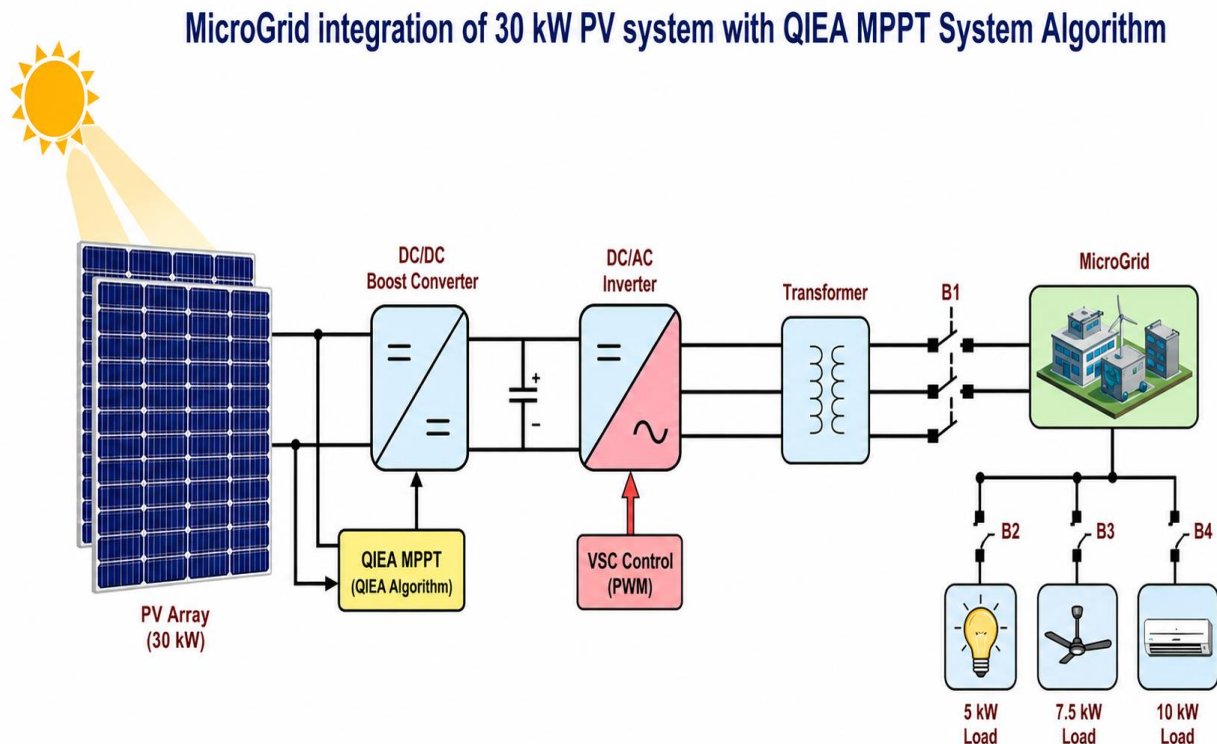 MicroGrid integration of 30 kW PV system with QIEA MPPT System Algorithm
DC/DC
Boost Converter
DC/AC
Inverter
Transformer
B1
MicroGrid
+
−
QIEA MPPT
(QIEA Algorithm)
VSC Control
(PWM)
PV Array
(30 kW)
B2
B3
B4
5 kW
Load
7.5 kW
Load
10 kW
Load